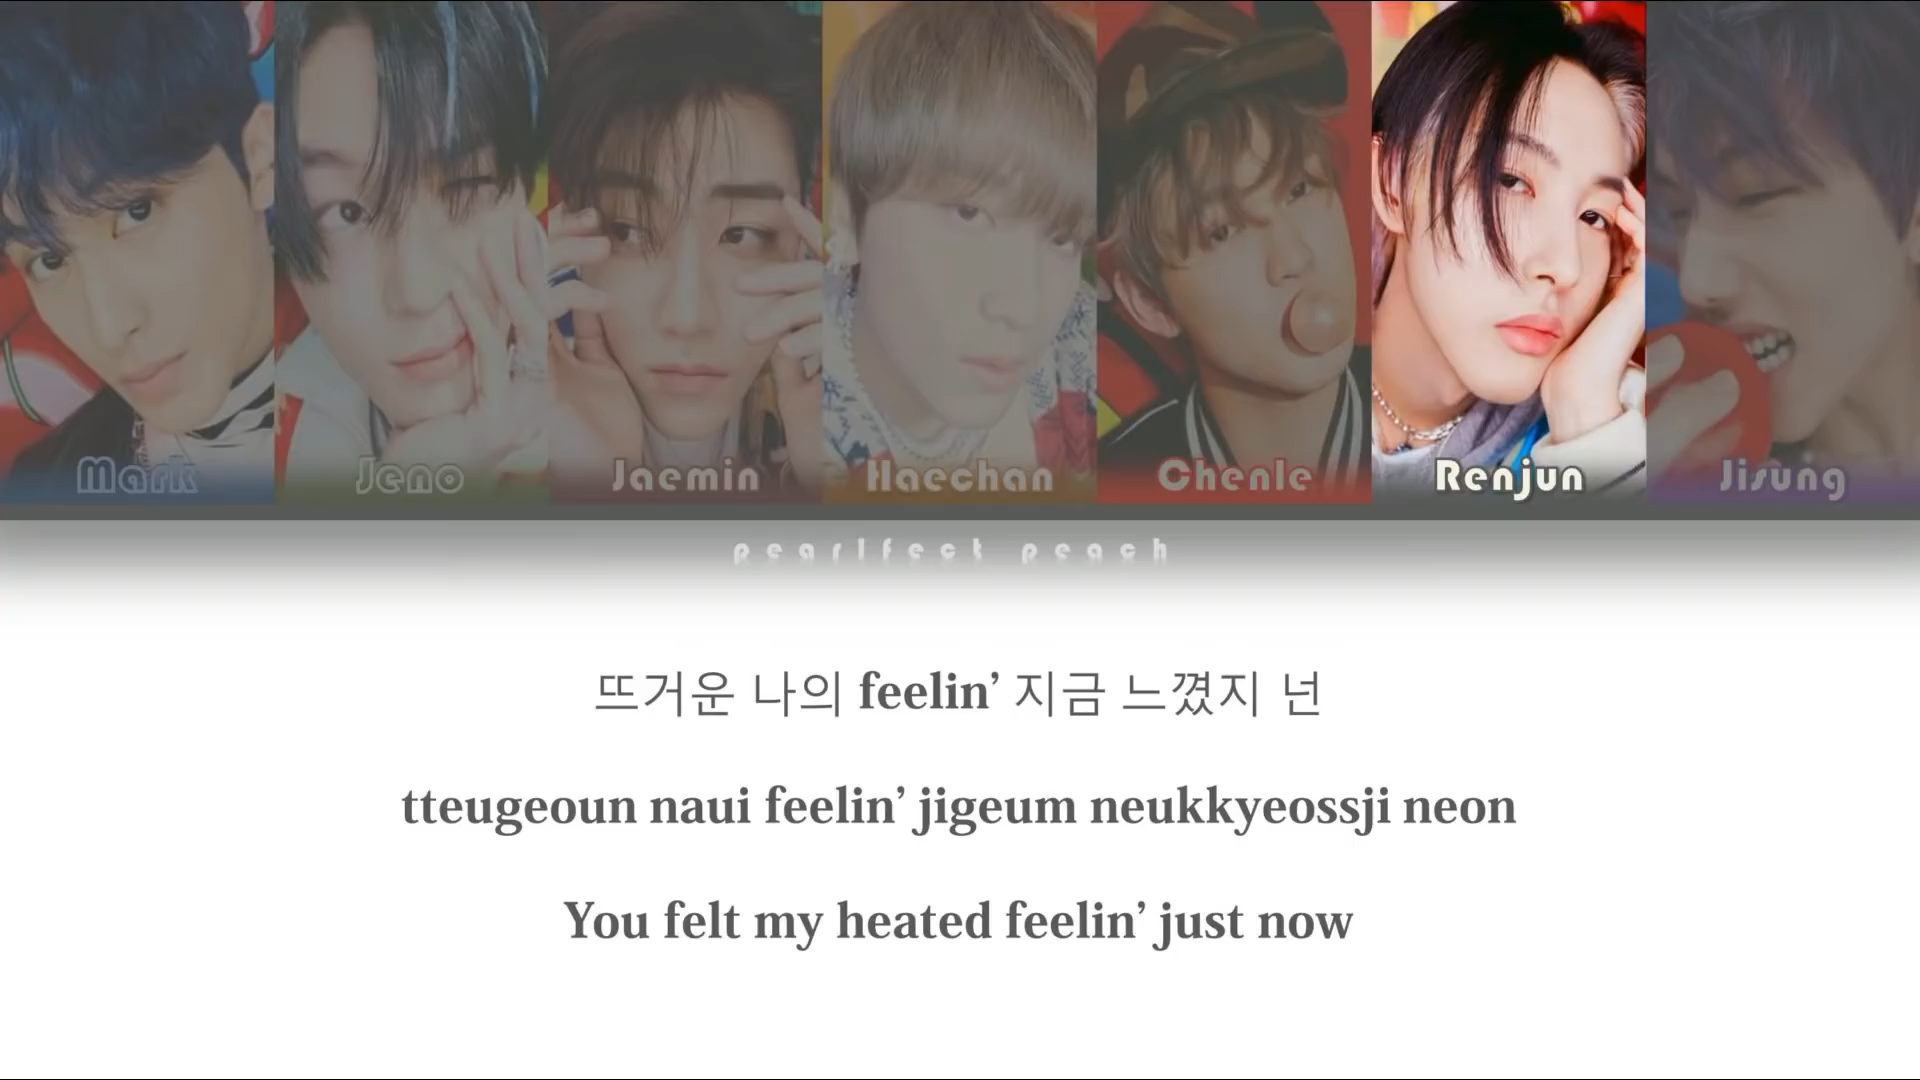 Mark Jeno Jaemin Haechan Chenle Renjun Jisung
pearlfect peach
뜨거운 나의 feelin’ 지금 느꼈지 넌
tteugeoun naui feelin’ jigeum neukkyeossji neon
You felt my heated feelin’ just now